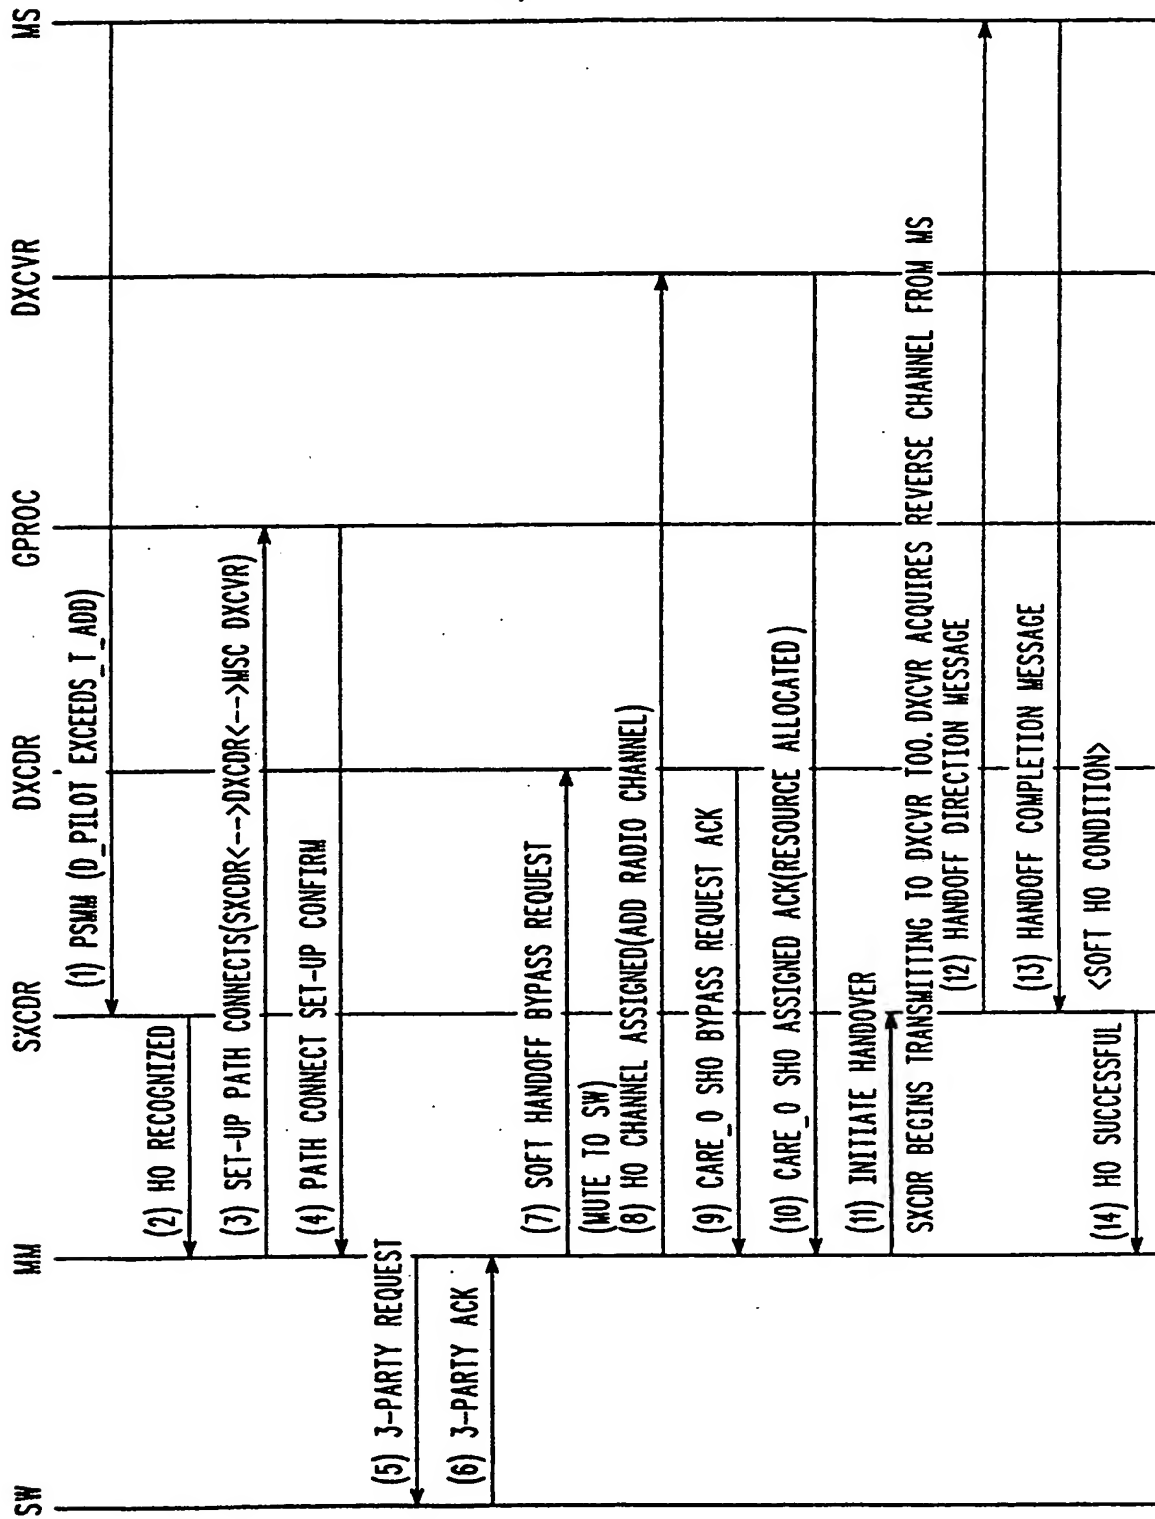 SW
MM
SXCDR
DXCDR
GPROC
DXCVR
MS
(1) PSMM (D_PILOT EXCEEDS_T_ADD)
(2) HO RECOGNIZED
(3) SET-UP PATH CONNECTS(SXCDR<-->DXCDR<-->MSC DXCVR)
(4) PATH CONNECT SET-UP CONFIRM
(5) 3-PARTY REQUEST
(6) 3-PARTY ACK
(7) SOFT HANDOFF BYPASS REQUEST
(MUTE TO SW)
(8) HO CHANNEL ASSIGNED(ADD RADIO CHANNEL)
(9) CARE_O SHO BYPASS REQUEST ACK
(10) CARE_O SHO ASSIGNED ACK(RESOURCE ALLOCATED)
(11) INITIATE HANDOVER
SXCDR BEGINS TRANSMITTING TO DXCVR TOO. DXCVR ACQUIRES REVERSE CHANNEL FROM MS
(12) HANDOFF DIRECTION MESSAGE
(13) HANDOFF COMPLETION MESSAGE
<SOFT HO CONDITION>
(14) HO SUCCESSFUL